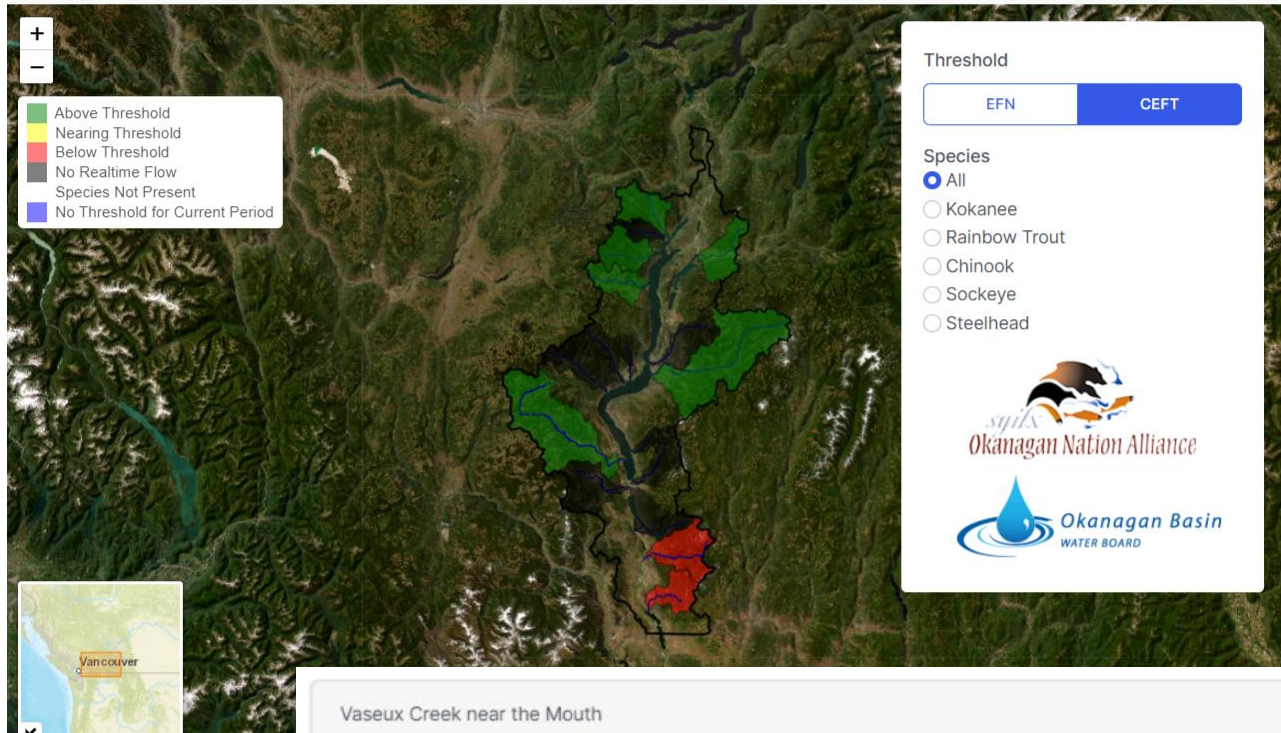 +
−
Above Threshold
Nearing Threshold
Below Threshold
No Realtime Flow
Species Not Present
No Threshold for Current Period
Threshold
EFN CEFT
Species
All
Kokanee
Rainbow Trout
Chinook
Sockeye
Steelhead
syilx
Okanagan Nation Alliance
Okanagan Basin
WATER BOARD
Vancouver
Vaseux Creek near the Mouth